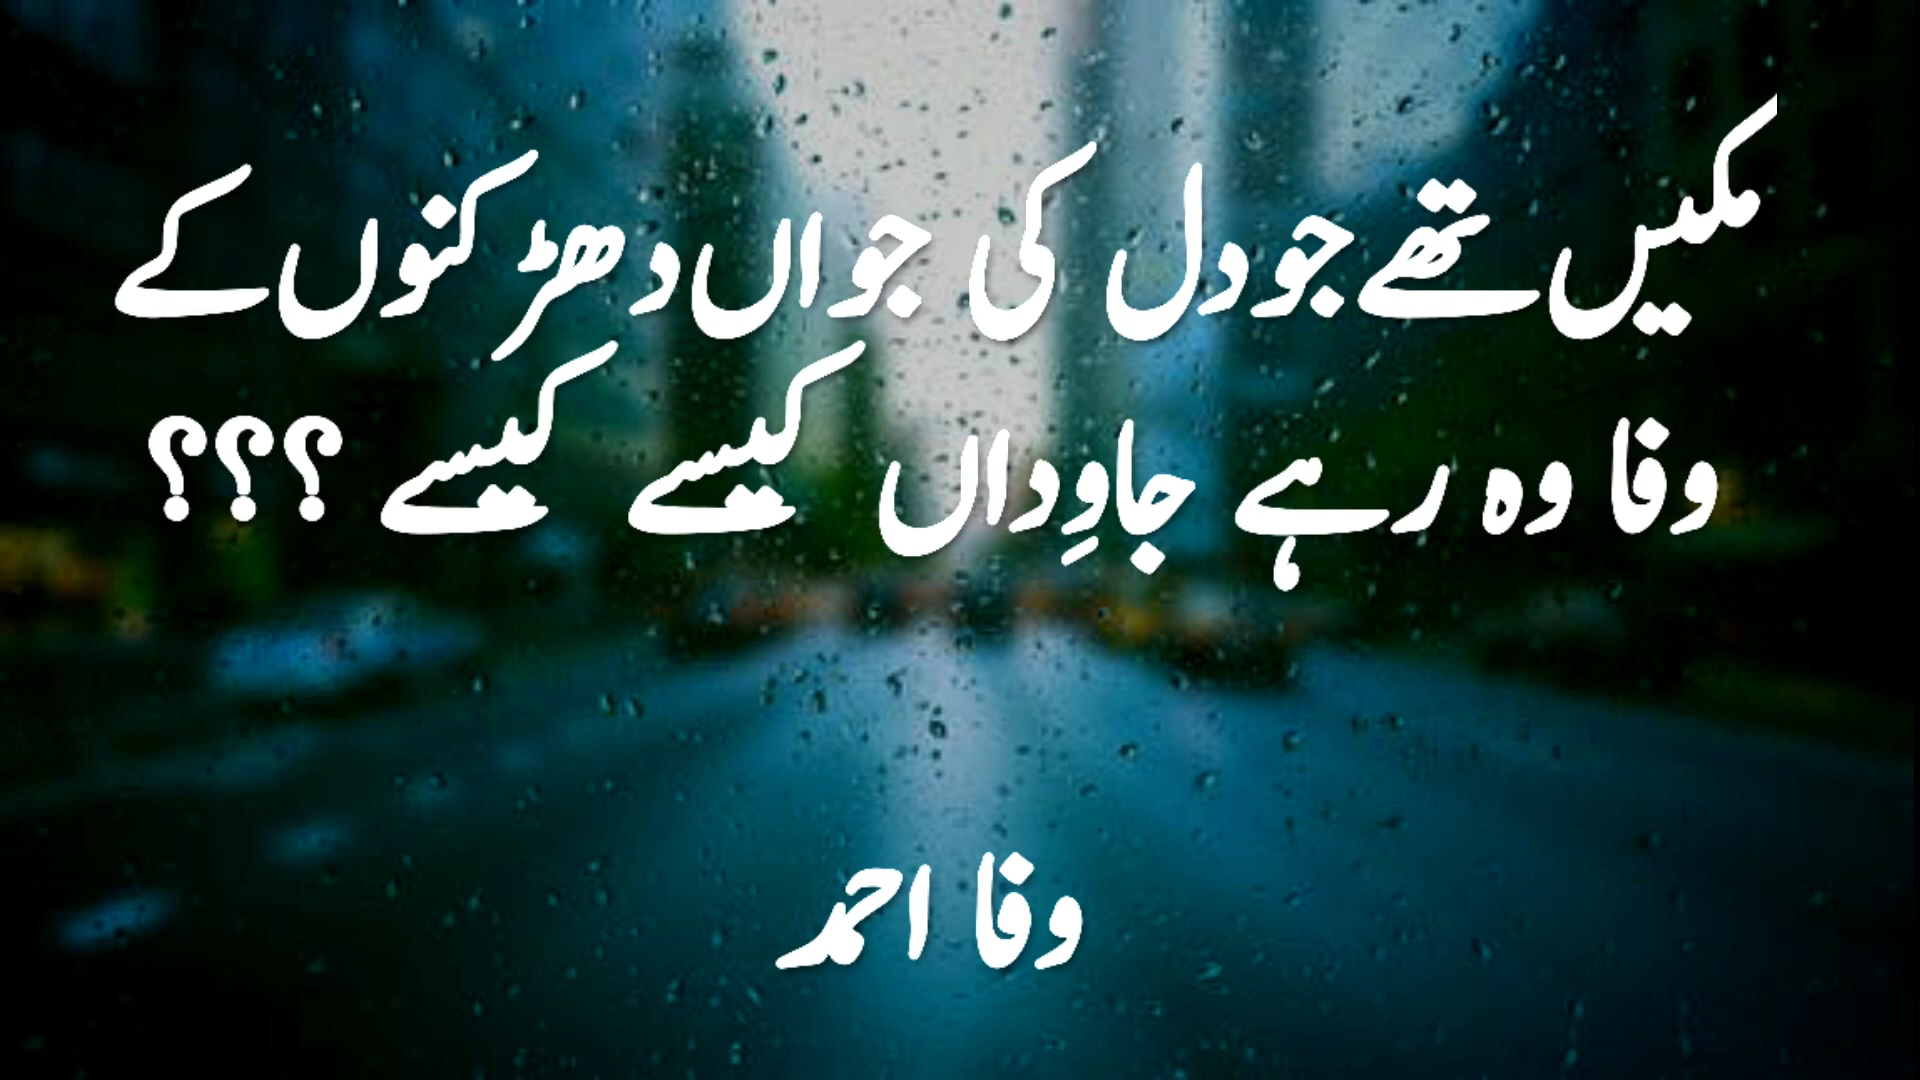 مکیں تھے جو دل کی جواں دھڑکنوں کے
وفا وہ رہے جاوِداں کیسے کیسے ؟؟؟
وفا احمد